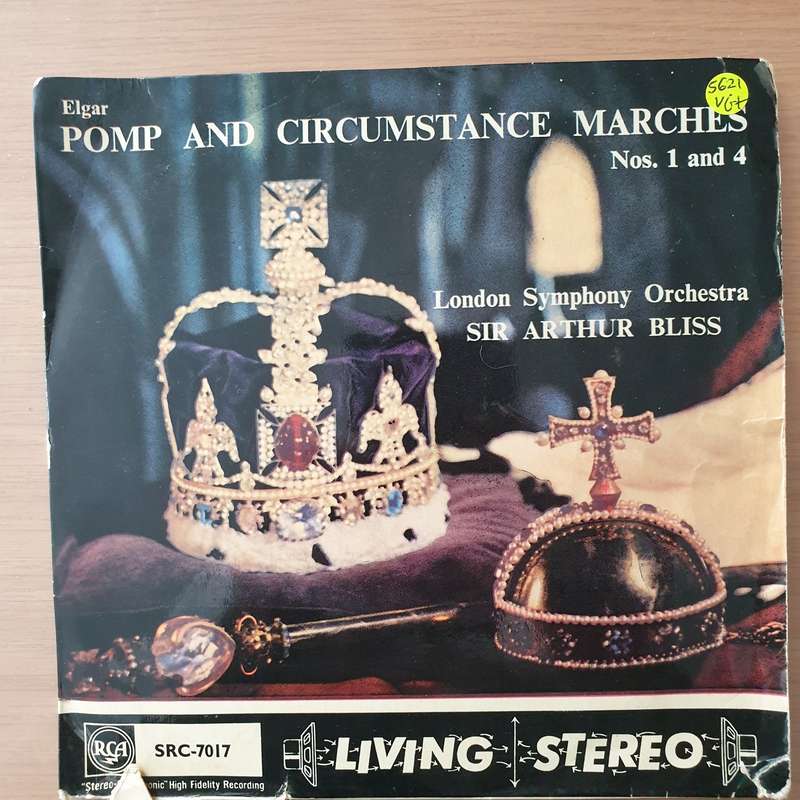 5621
VG+
Elgar
POMP AND CIRCUMSTANCE MARCHES
Nos. 1 and 4
London Symphony Orchestra
SIR ARTHUR BLISS
RCA
SRC-7017
LIVING STEREO
High Fidelity Recording